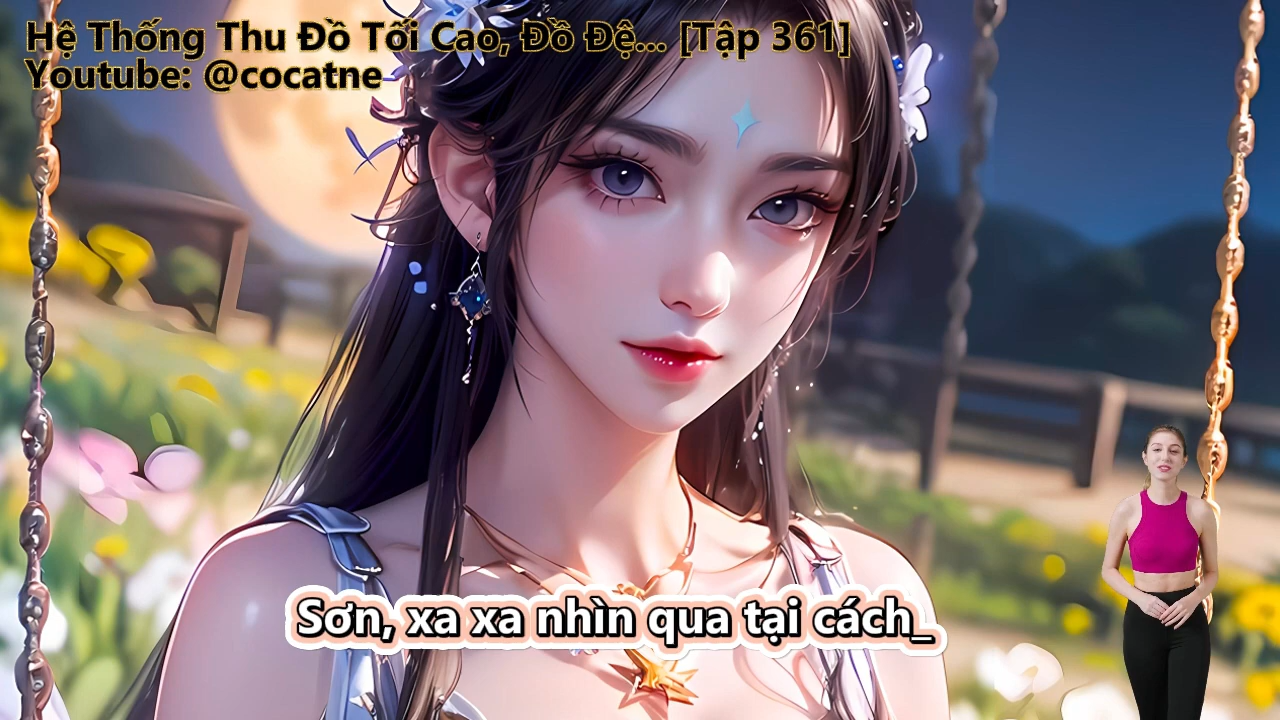 Hệ Thống Thu Đồ Tối Cao, Đồ Đệ... [Tập 361]
Youtube: @cocatne
Sơn, xa xa nhìn qua tại cách_